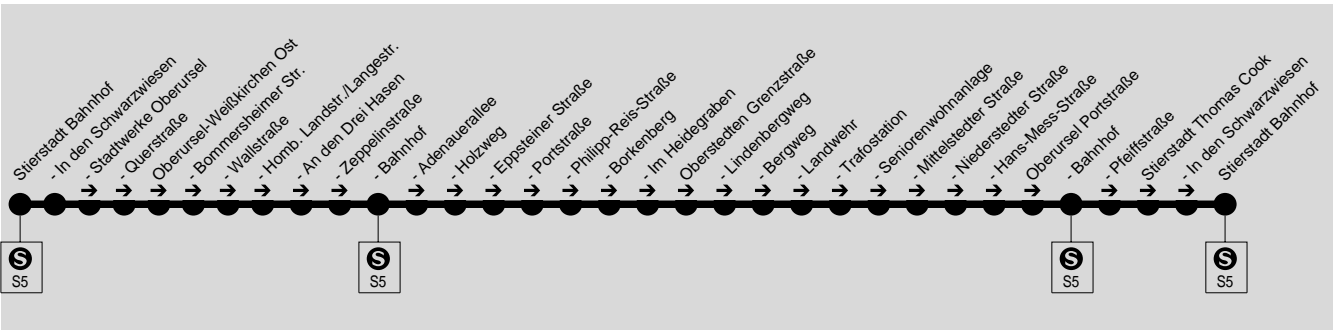 Stierstadt Bahnhof
- In den Schwarzwiesen
- Stadtwerke Oberursel
- Querstraße
Oberursel-Weißkirchen Ost
- Bommersheimer Str.
- Wallstraße
- Homb. Landstr./Langestr.
- An den Drei Hasen
- Zeppelinstraße
- Bahnhof
- Adenauerallee
- Holzweg
- Eppsteiner Straße
- Portstraße
- Philipp-Reis-Straße
- Borkenberg
- Im Heidegraben
Oberstedten Grenzstraße
- Lindenbergweg
- Bergweg
- Landwehr
- Trafostation
- Seniorenwohnanlage
- Mittelstedter Straße
- Niederstedter Straße
- Hans-Mess-Straße
Oberursel Portstraße
- Bahnhof
- Pfeiffstraße
Stierstadt Thomas Cook
- In den Schwarzwiesen
Stierstadt Bahnhof
S
S5
S
S5
S
S5
S
S5